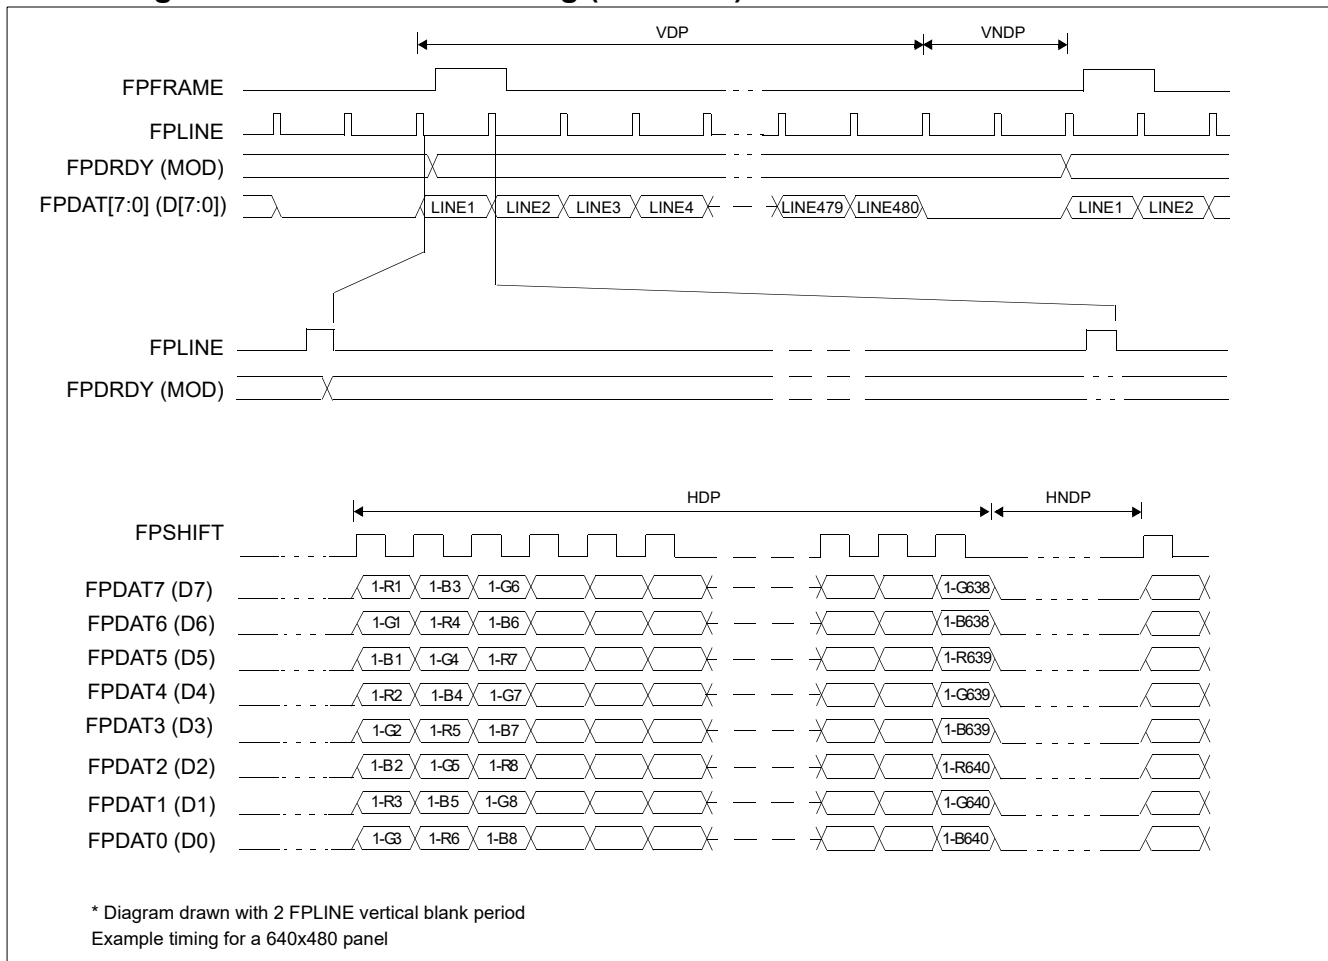 VDP VNDP
FPFRAME
FPLINE
FPDRDY (MOD)
FPDAT[7:0] (D[7:0]) LINE1 LINE2 LINE3 LINE4 LINE479 LINE480 LINE1 LINE2
FPLINE
FPDRDY (MOD)
HDP HNDP
FPSHIFT
FPDAT7 (D7) 1-R1 1-B3 1-G6 1-G638
FPDAT6 (D6) 1-G1 1-R4 1-B6 1-B638
FPDAT5 (D5) 1-B1 1-G4 1-R7 1-R639
FPDAT4 (D4) 1-R2 1-B4 1-G7 1-G639
FPDAT3 (D3) 1-G2 1-R5 1-B7 1-B639
FPDAT2 (D2) 1-B2 1-G5 1-R8 1-R640
FPDAT1 (D1) 1-R3 1-B5 1-G8 1-G640
FPDAT0 (D0) 1-G3 1-R6 1-B8 1-B640
* Diagram drawn with 2 FPLINE vertical blank period
Example timing for a 640x480 panel